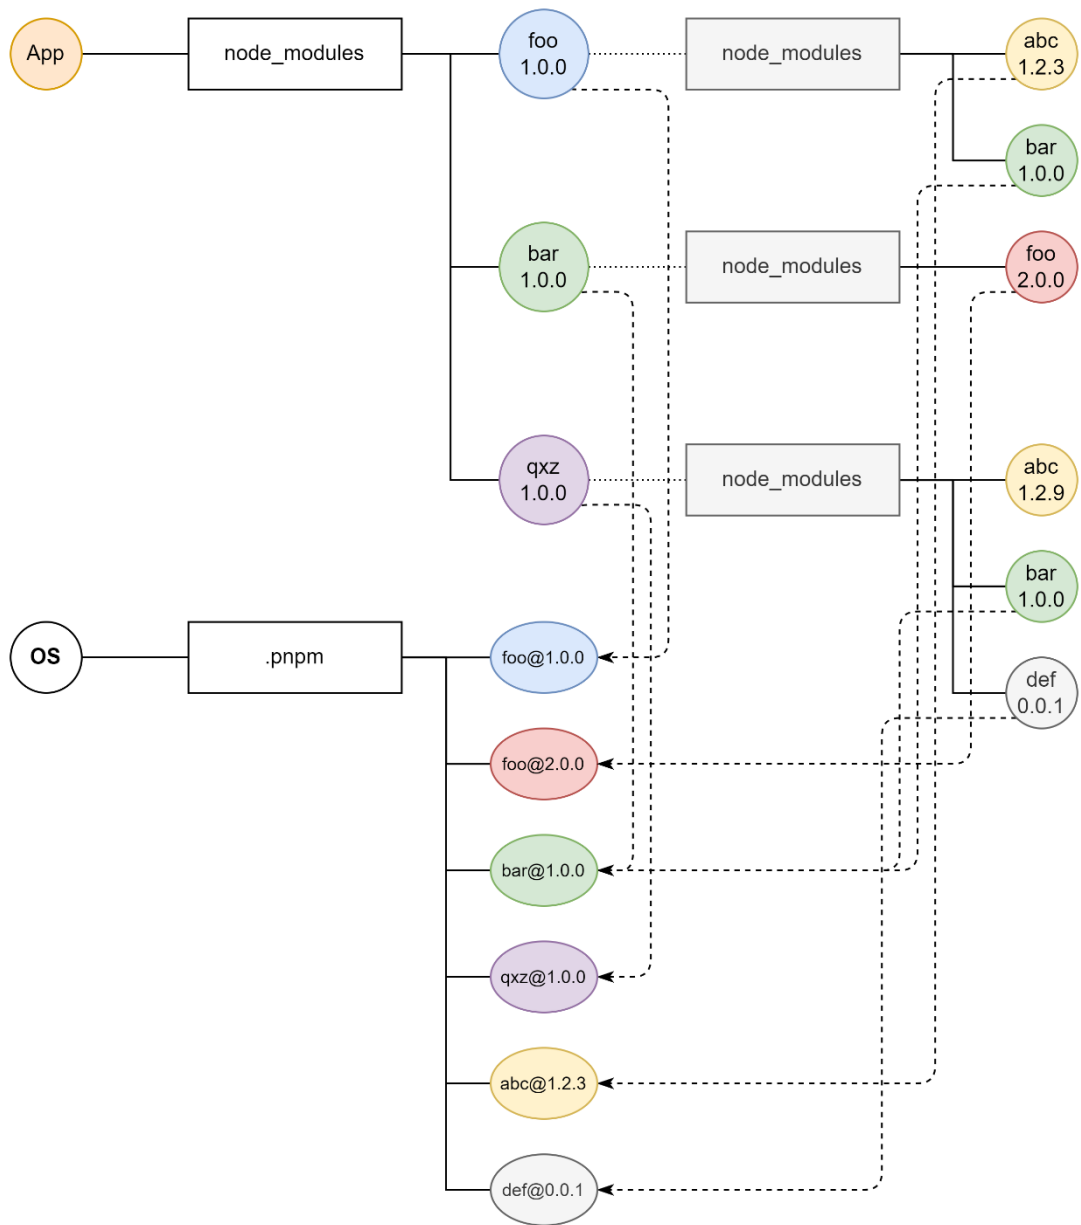 App
node_modules
foo
1.0.0
node_modules
abc
1.2.3
bar
1.0.0
bar
1.0.0
node_modules
foo
2.0.0
qxz
1.0.0
node_modules
abc
1.2.9
bar
1.0.0
def
0.0.1
OS
.pnpm
foo@1.0.0
foo@2.0.0
bar@1.0.0
qxz@1.0.0
abc@1.2.3
def@0.0.1